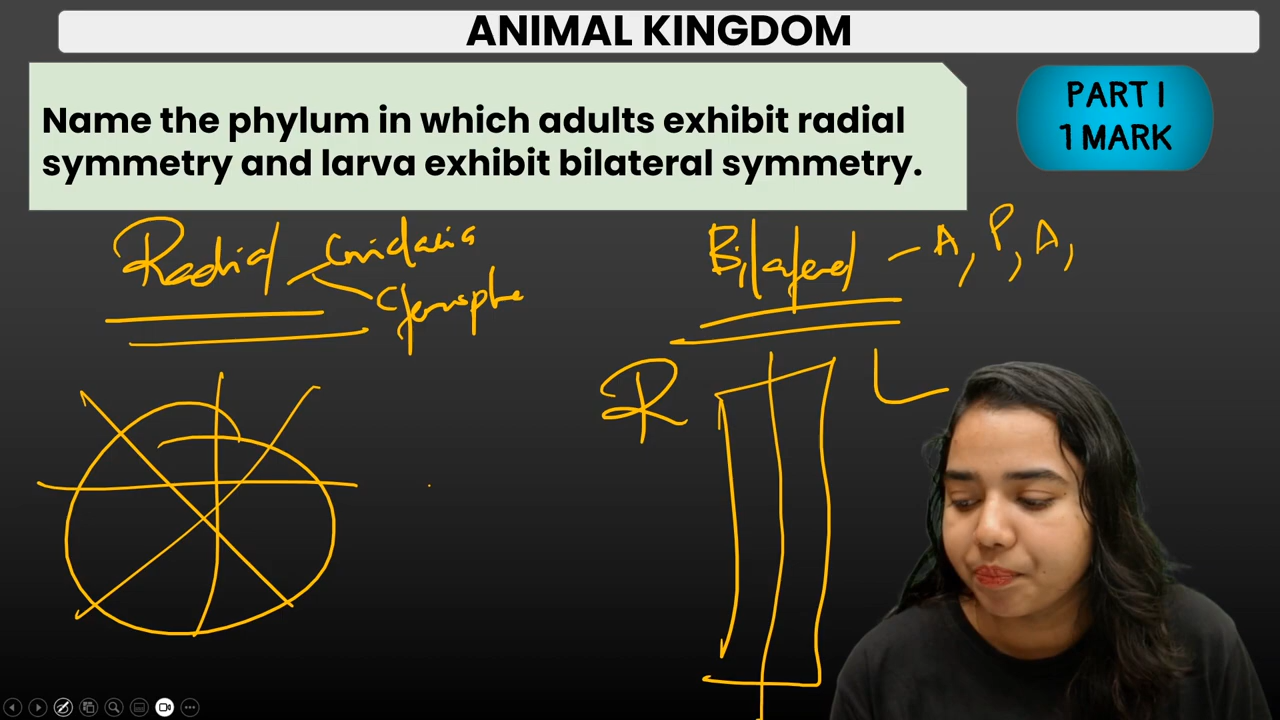 ANIMAL KINGDOM
Name the phylum in which adults exhibit radial
symmetry and larva exhibit bilateral symmetry.
PART I
1 MARK
Radial
Cnidaria
Bilateral - A, P, A,
R
L